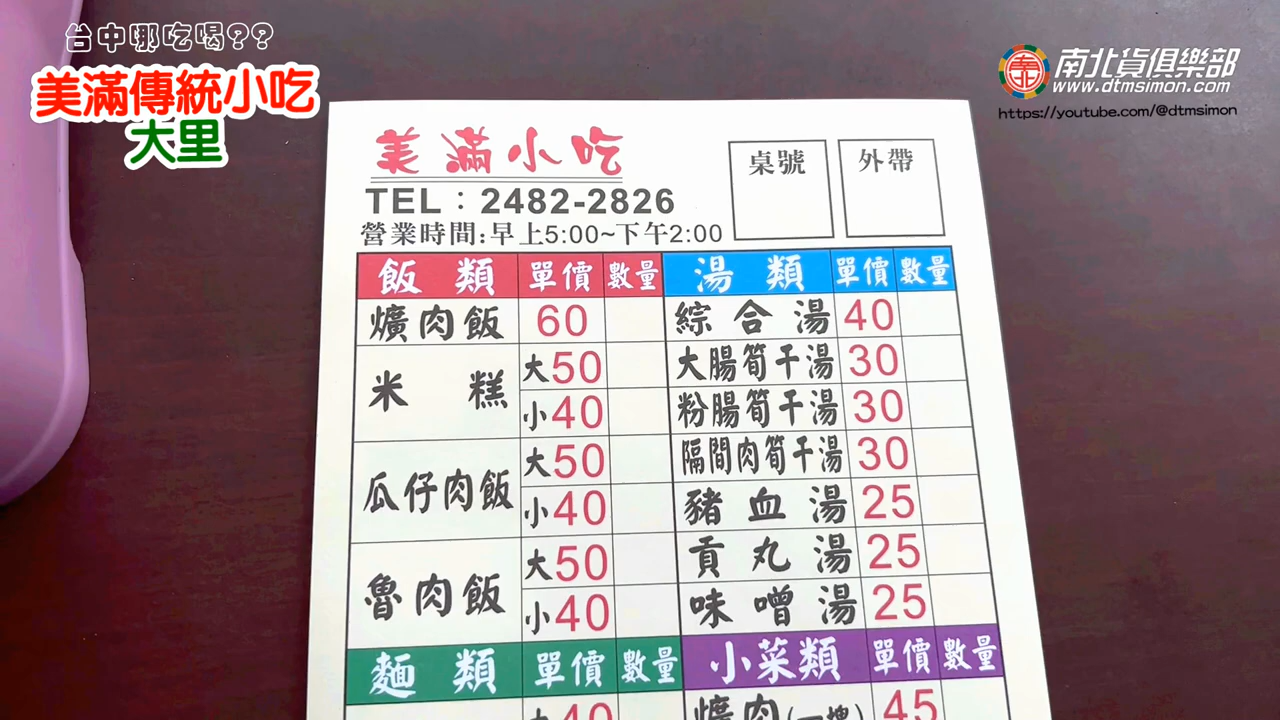 台中哪吃喝??
美滿傳統小吃
大里
南北貨俱樂部
www.dtmsimon.com
https://youtube.com/@dtmsimon
美滿小吃
TEL：2482-2826
營業時間:早上5:00~下午2:00
桌號
外帶
飯類 單價 數量
爌肉飯 60
米糕 大50
小40
瓜仔肉飯 大50
小40
魯肉飯 大50
小40
麵類 單價 數量
大40
湯類 單價 數量
綜合湯 40
大腸筍干湯 30
粉腸筍干湯 30
隔間肉筍干湯 30
豬血湯 25
貢丸湯 25
味噌湯 25
小菜類 單價 數量
爌肉(一塊) 45